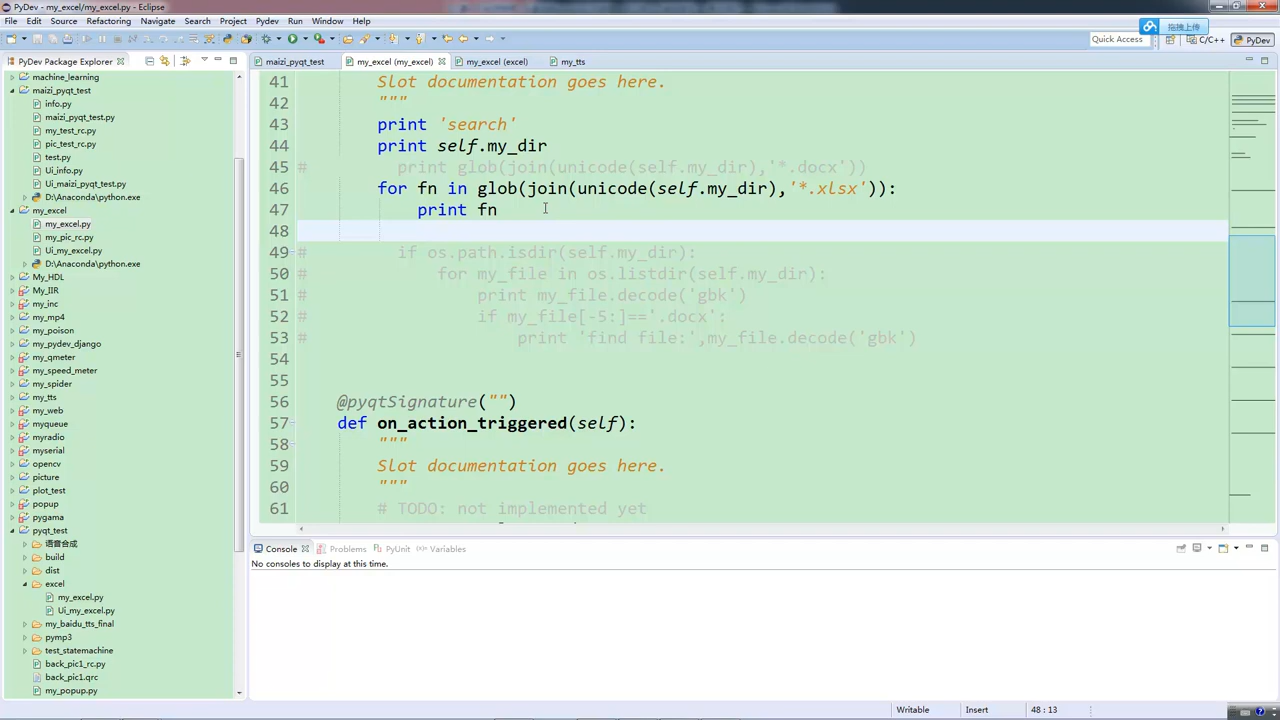 PyDev - my_excel/my_excel.py - Eclipse
File Edit Source Refactoring Navigate Search Project Pydev Run Window Help
拖拽上传
Quick Access C/C++ PyDev
PyDev Package Explorer
maizi_pyqt_test my_excel (my_excel) my_excel (excel) my_tts
machine_learning
maizi_pyqt_test
info.py
maizi_pyqt_test.py
my_test_rc.py
pic_test_rc.py
test.py
Ui_info.py
Ui_maizi_pyqt_test.py
D:\Anaconda\python.exe
my_excel
my_excel.py
my_pic_rc.py
Ui_my_excel.py
D:\Anaconda\python.exe
My_HDL
My_IIR
my_inc
my_mp4
my_poison
my_pydev_django
my_qmeter
my_speed_meter
my_spider
my_tts
my_web
myqueue
myradio
myserial
opencv
picture
plot_test
popup
pygama
pyqt_test
语音合成
build
dist
excel
my_excel.py
Ui_my_excel.py
my_baidu_tts_final
pymp3
test_statemachine
back_pic1_rc.py
back_pic1.qrc
my_popup.py
41 Slot documentation goes here.
42 """
43 print 'search'
44 print self.my_dir
45 # print glob(join(unicode(self.my_dir),'*.docx'))
46 for fn in glob(join(unicode(self.my_dir),'*.xlsx')):
47 print fn
48
49 # if os.path.isdir(self.my_dir):
50 # for my_file in os.listdir(self.my_dir):
51 # print my_file.decode('gbk')
52 # if my_file[-5:]=='.docx':
53 # print 'find file:',my_file.decode('gbk')
54
55
56 @pyqtSignature("")
57 def on_action_triggered(self):
58 """
59 Slot documentation goes here.
60 """
61 # TODO: not implemented yet
Console Problems PyUnit Variables
No consoles to display at this time.
Writable Insert 48 : 13